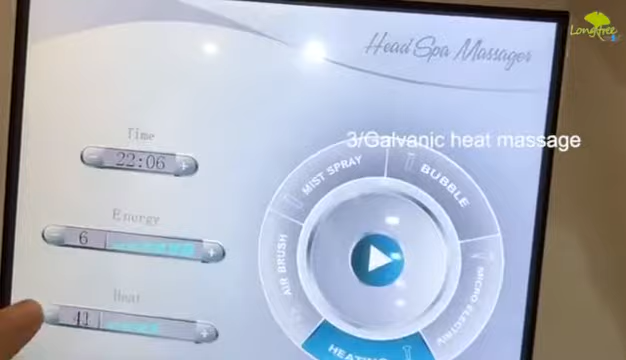 Longfree
Head Spa Massager
3/Galvanic heat massage
Time
- 22:06 +
Energy
6 +
Heat
43 +
MIST SPRAY
BUBBLE
AIR BRUSH
MICRO ELECTRIC
HEATING